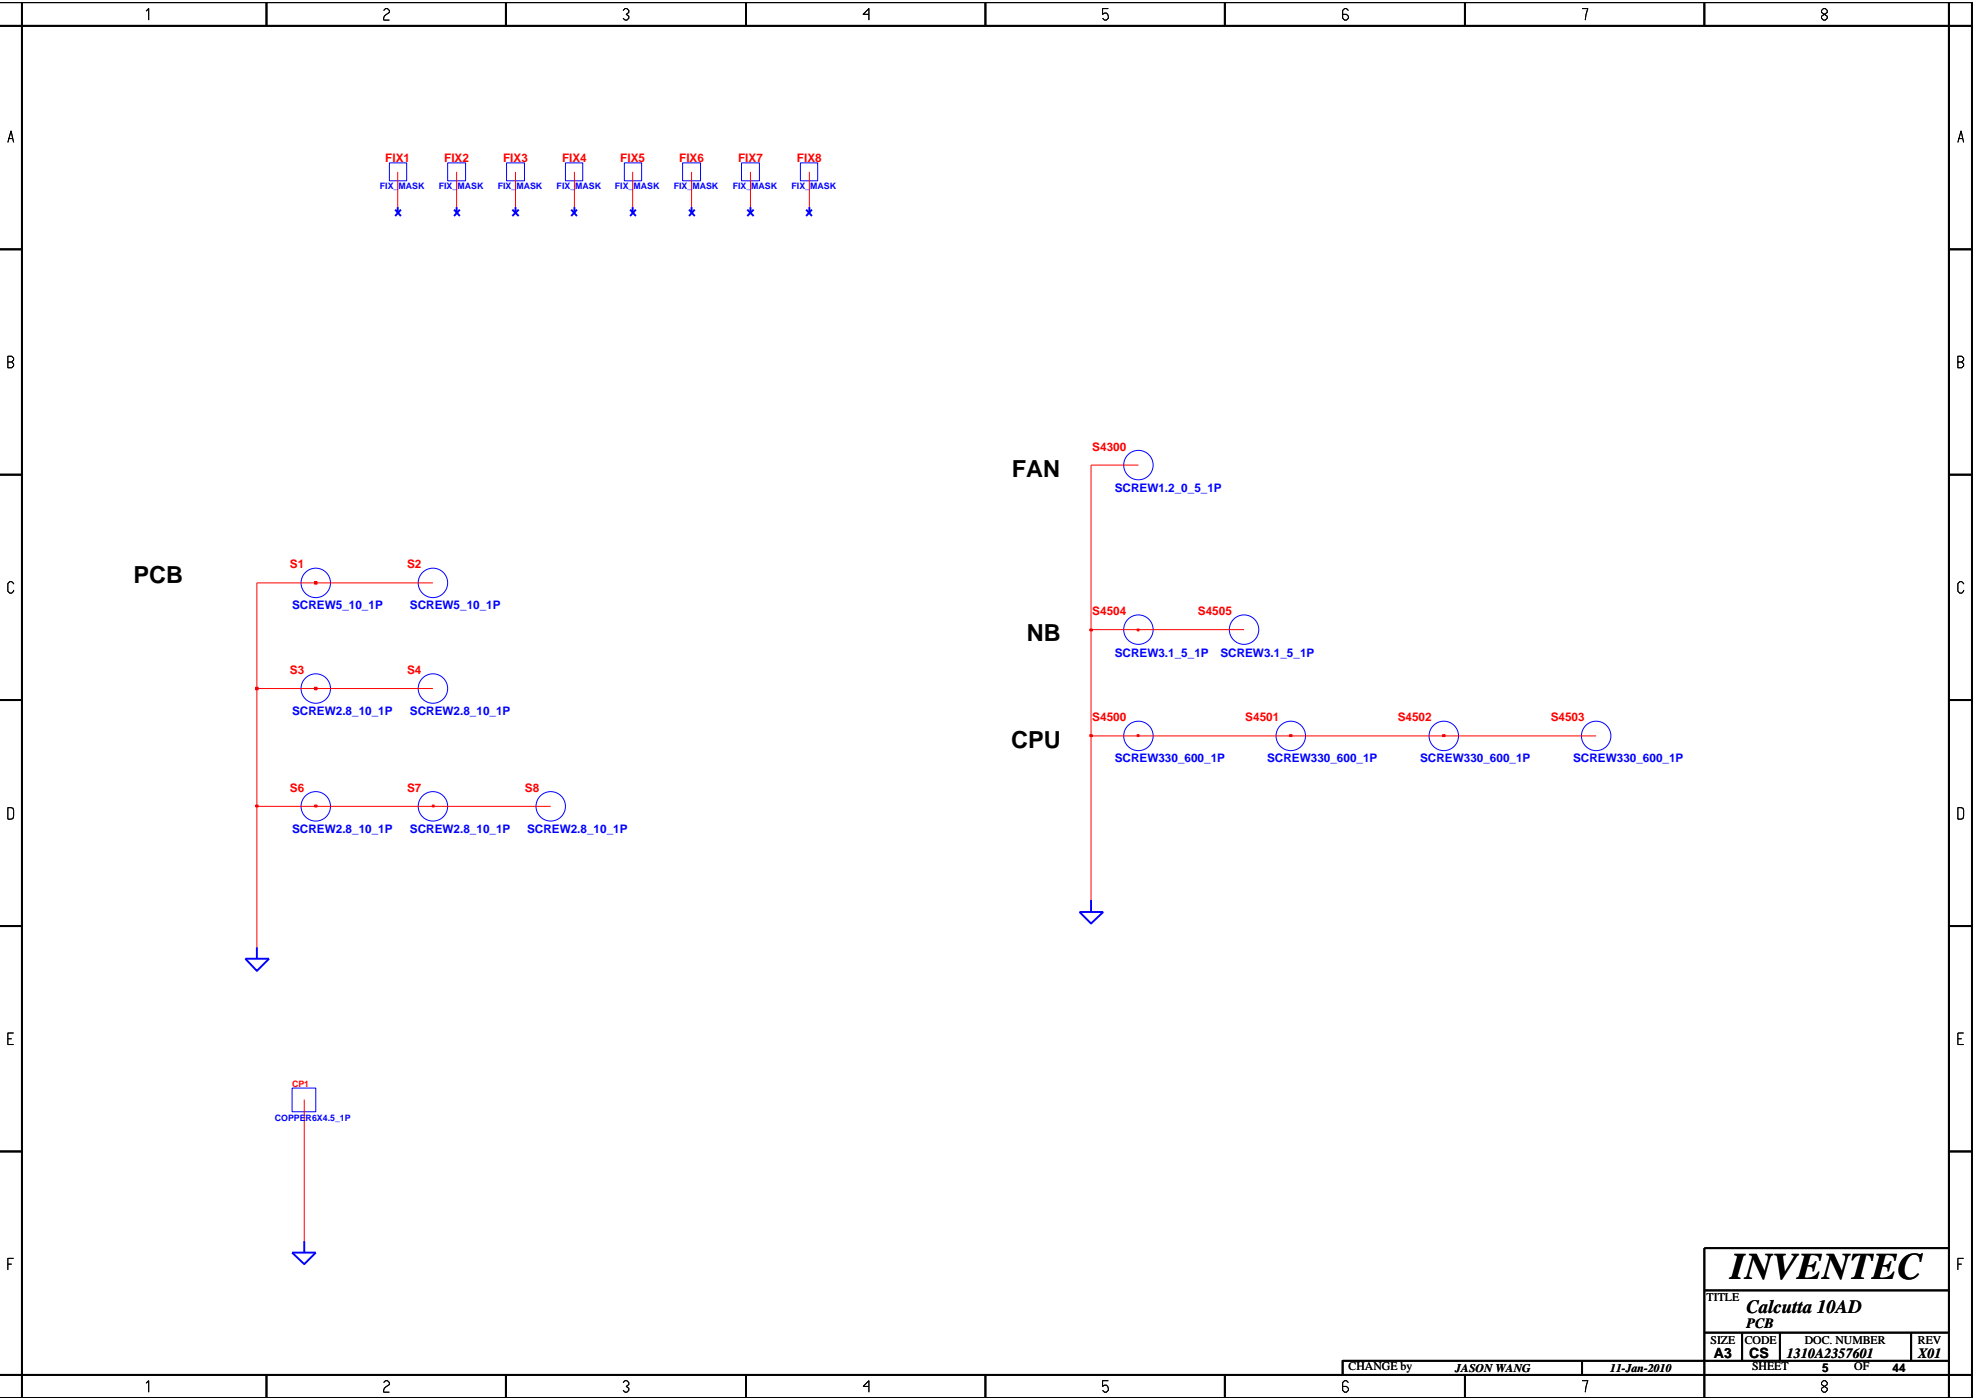 1 2 3 4 5 6 7 8
A A
FIX1 FIX2 FIX3 FIX4 FIX5 FIX6 FIX7 FIX8
FIX_MASK FIX_MASK FIX_MASK FIX_MASK FIX_MASK FIX_MASK FIX_MASK FIX_MASK
B B
FAN
S4300
SCREW1.2_0_5_1P
PCB
S1 S2
SCREW5_10_1P SCREW5_10_1P
C C
NB
S4504 S4505
SCREW3.1_5_1P SCREW3.1_5_1P
S3 S4
SCREW2.8_10_1P SCREW2.8_10_1P
CPU
S4500 S4501 S4502 S4503
SCREW330_600_1P SCREW330_600_1P SCREW330_600_1P SCREW330_600_1P
S6 S7 S8
SCREW2.8_10_1P SCREW2.8_10_1P SCREW2.8_10_1P
D D
E E
CP1
COPPER6X4.5_1P
F F
INVENTEC
TITLE
Calcutta 10AD
PCB
SIZE CODE DOC. NUMBER REV
A3 CS 1310A2357601 X01
CHANGE by JASON WANG 11-Jan-2010 SHEET 5 OF 44
1 2 3 4 5 6 7 8